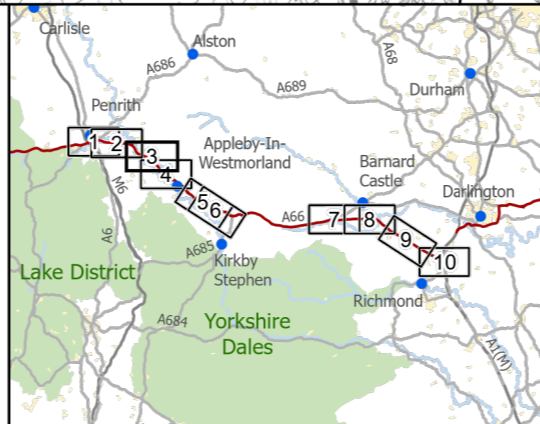 Carlisle
Alston
A68
A686
A689
Durham
Penrith
1
2
3
4
5
6
Appleby-In-
Westmorland
Barnard
Castle
Darlington
M6
A66
7
8
9
10
A6
A685
Kirkby
Stephen
Lake District
Richmond
A684
Yorkshire
Dales
A1(M)